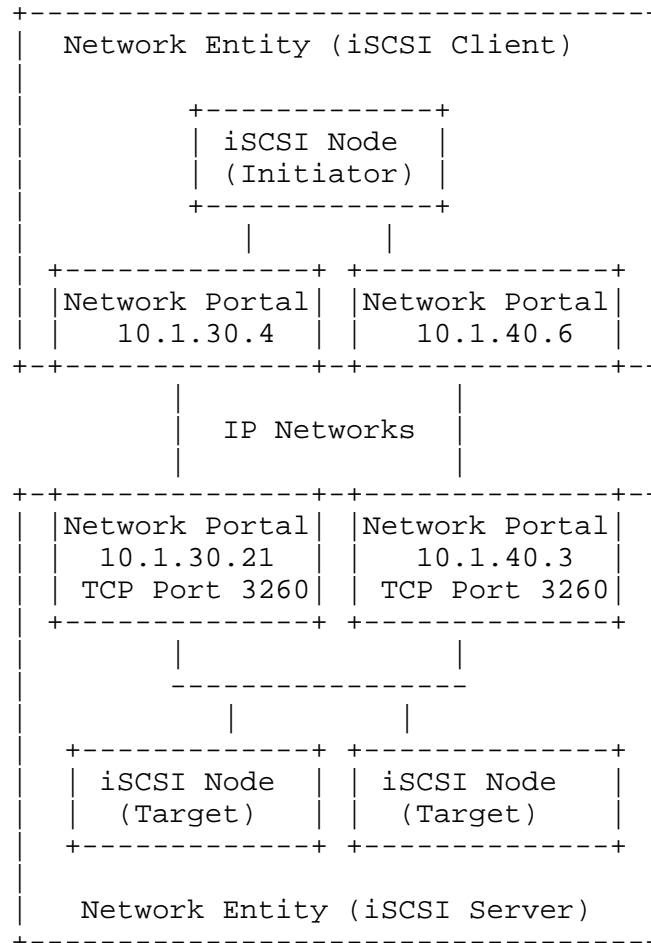 Network Entity (iSCSI Client)
iSCSI Node
(Initiator)
Network Portal Network Portal
10.1.30.4 10.1.40.6
IP Networks
Network Portal Network Portal
10.1.30.21 10.1.40.3
TCP Port 3260 TCP Port 3260
iSCSI Node iSCSI Node
(Target) (Target)
Network Entity (iSCSI Server)